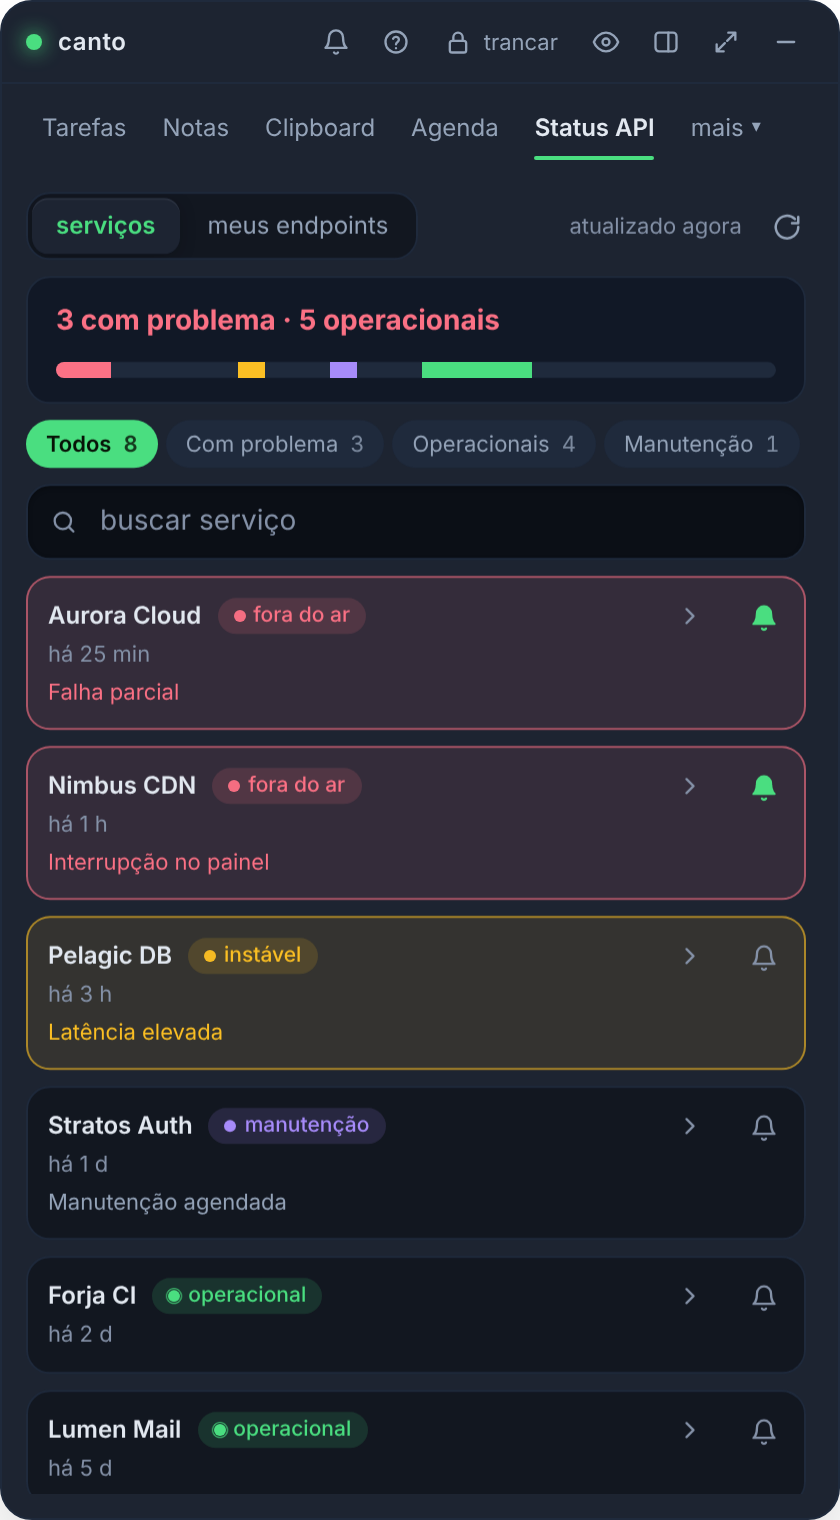 canto
trancar
Tarefas Notas Clipboard Agenda Status API mais ▾
serviços meus endpoints atualizado agora
3 com problema · 5 operacionais
Todos 8 Com problema 3 Operacionais 4 Manutenção 1
buscar serviço
Aurora Cloud fora do ar
há 25 min
Falha parcial
Nimbus CDN fora do ar
há 1 h
Interrupção no painel
Pelagic DB instável
há 3 h
Latência elevada
Stratos Auth manutenção
há 1 d
Manutenção agendada
Forja CI operacional
há 2 d
Lumen Mail operacional
há 5 d